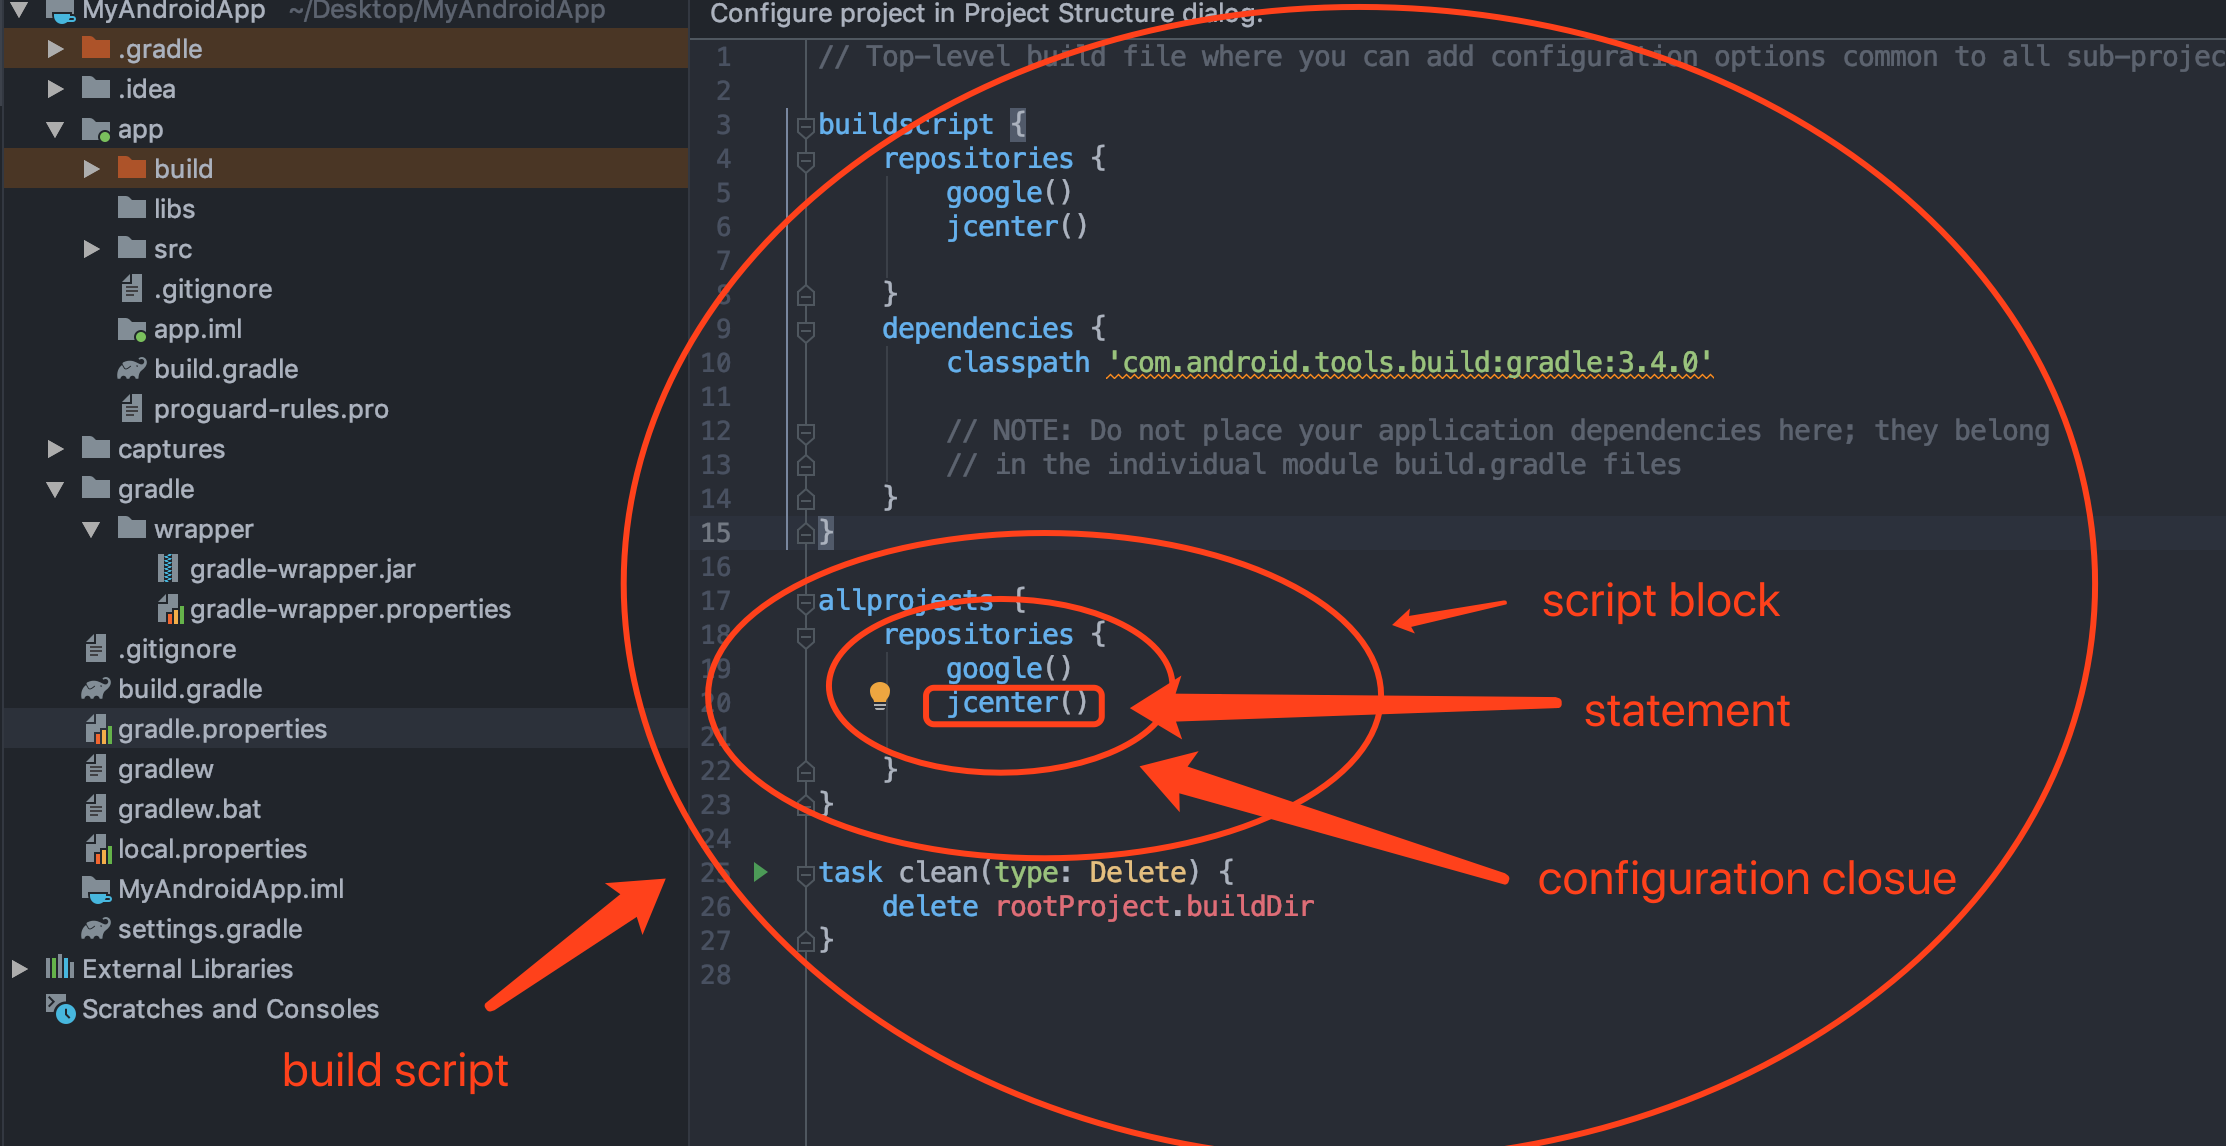 MyAndroidApp ~/Desktop/MyAndroidApp
.gradle
.idea
app
build
libs
src
.gitignore
app.iml
build.gradle
proguard-rules.pro
captures
gradle
wrapper
gradle-wrapper.jar
gradle-wrapper.properties
.gitignore
build.gradle
gradle.properties
gradlew
gradlew.bat
local.properties
MyAndroidApp.iml
settings.gradle
External Libraries
Scratches and Consoles
build script
Configure project in Project Structure dialog.
1 // Top-level build file where you can add configuration options common to all sub-projec
2
3 buildscript {
4 repositories {
5 google()
6 jcenter()
7
8 }
9 dependencies {
10 classpath 'com.android.tools.build:gradle:3.4.0'
11
12 // NOTE: Do not place your application dependencies here; they belong
13 // in the individual module build.gradle files
14 }
15 }
16
17 allprojects {
18 repositories {
19 google()
20 jcenter()
21
22 }
23 }
24
25 task clean(type: Delete) {
26 delete rootProject.buildDir
27 }
28
script block
statement
configuration closue